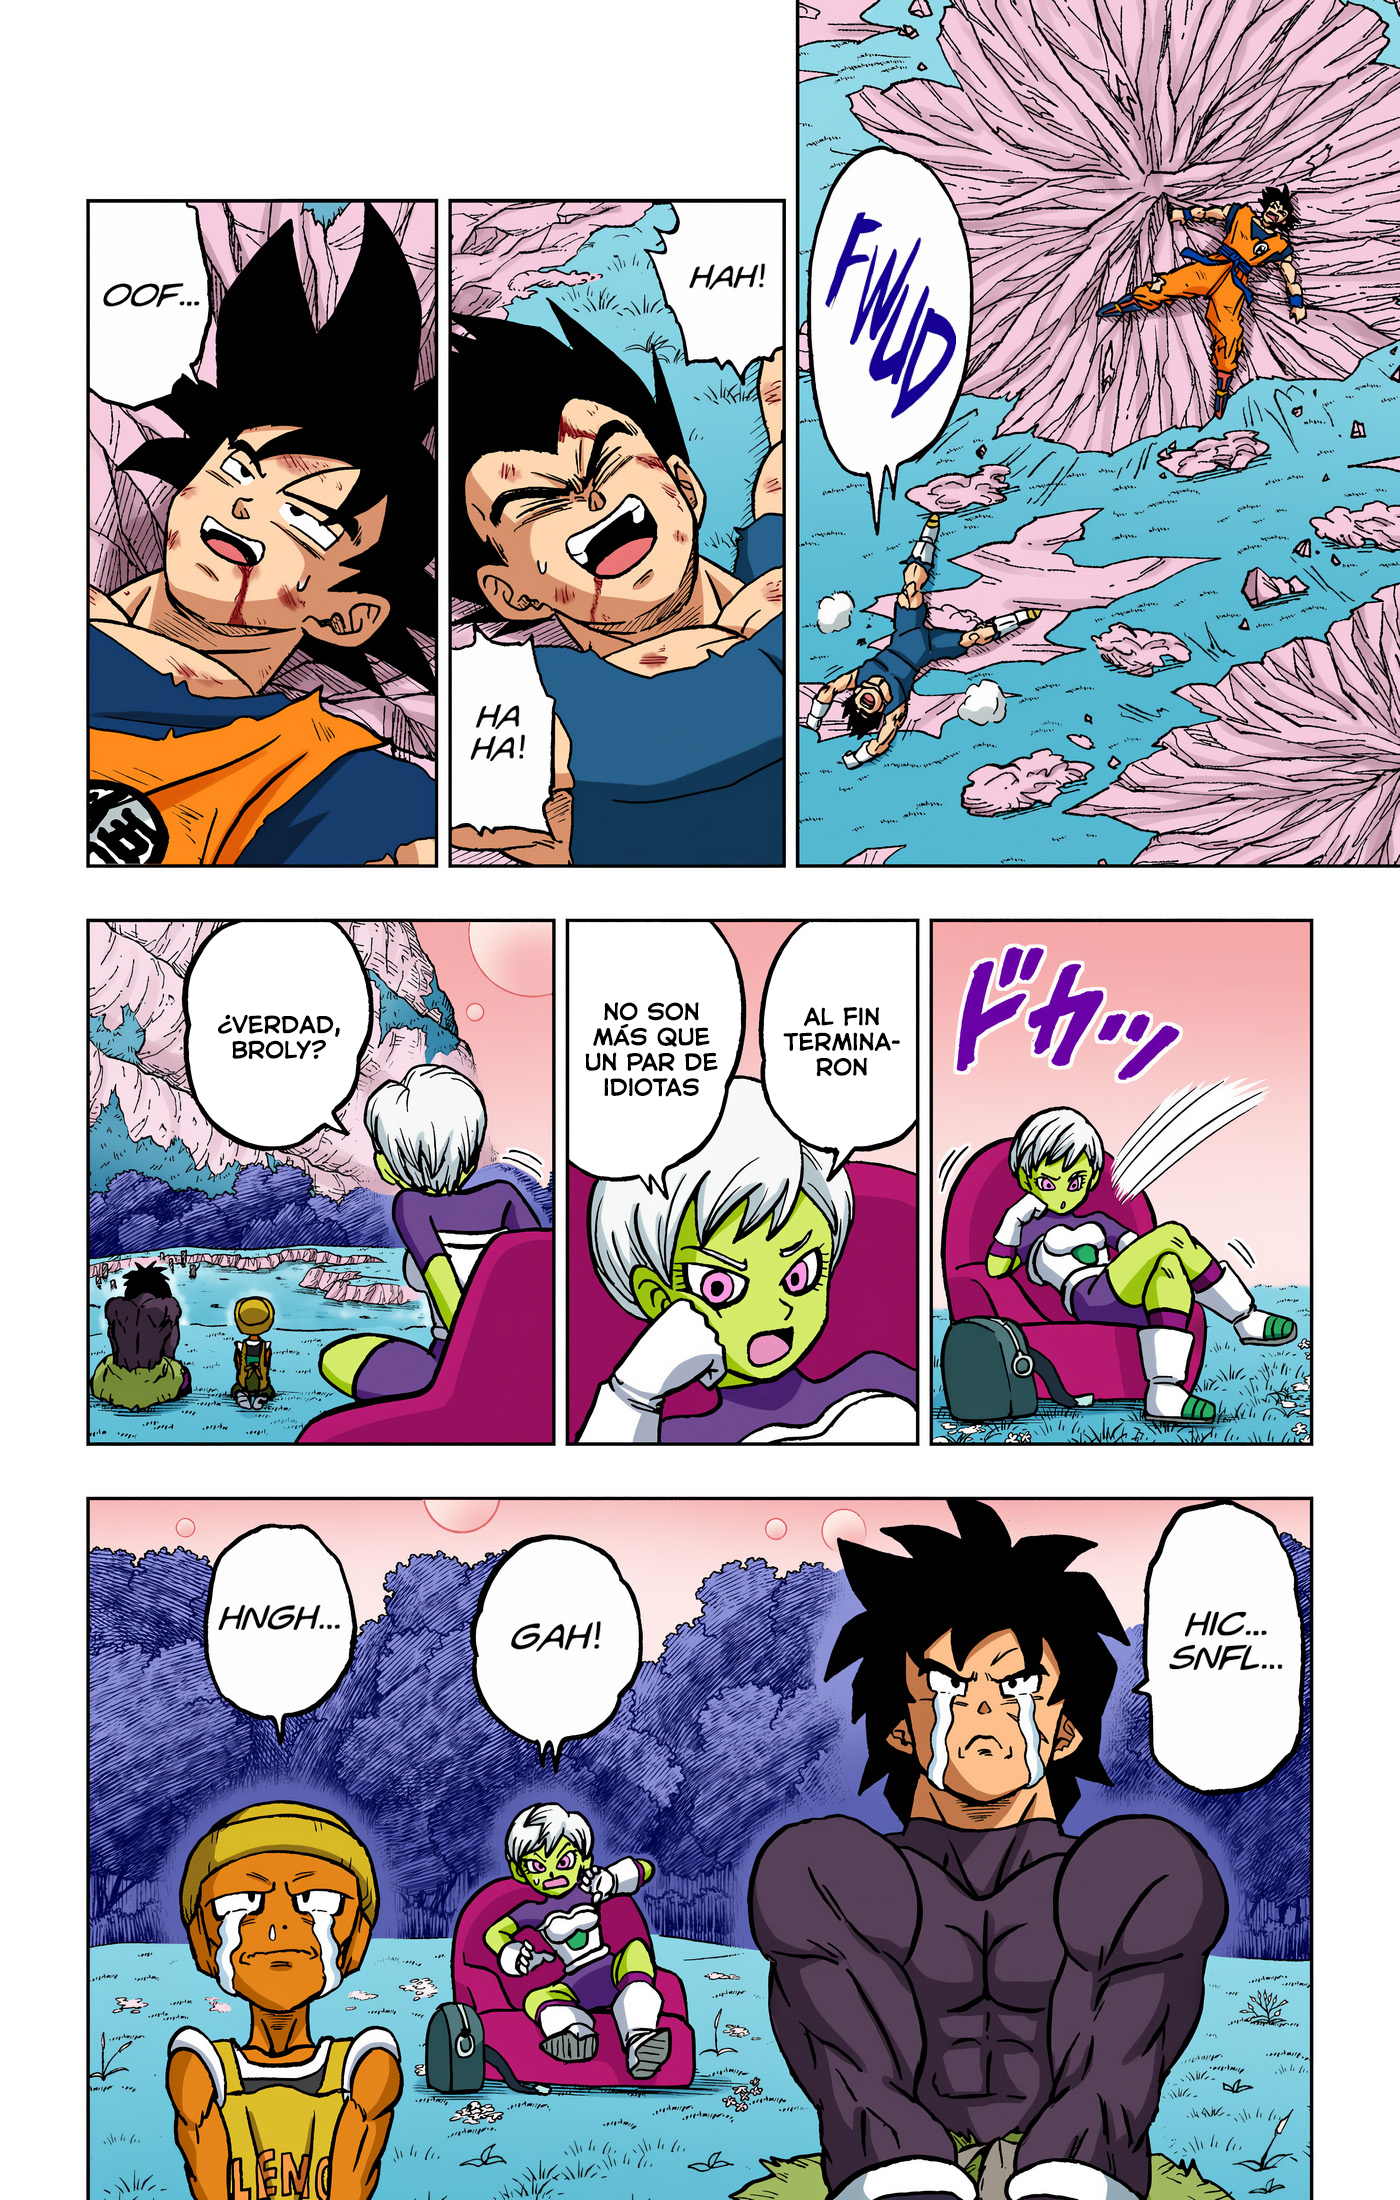 FWUD
HAH!
HA
HA!
OOF...
ドカッ
AL FIN
TERMINA-
RON
NO SON
MÁS QUE
UN PAR DE
IDIOTAS
¿VERDAD,
BROLY?
HIC...
SNFL...
GAH!
HNGH...
LEMO